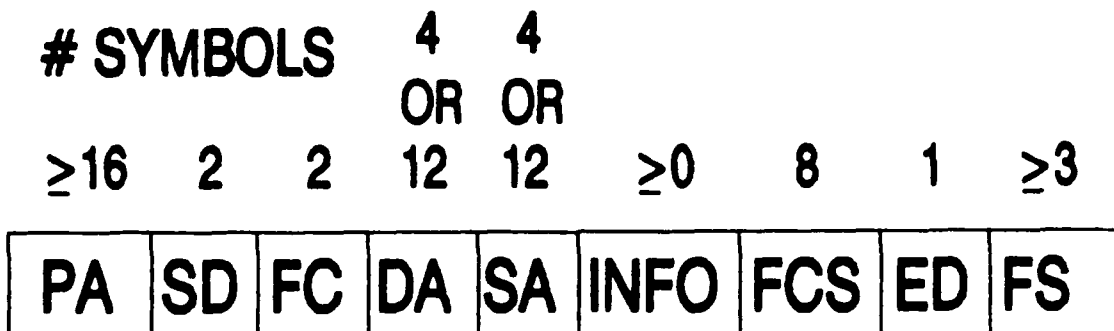 # SYMBOLS 4 4
OR OR
≥16 2 2 12 12 ≥0 8 1 ≥3
PA SD FC DA SA INFO FCS ED FS